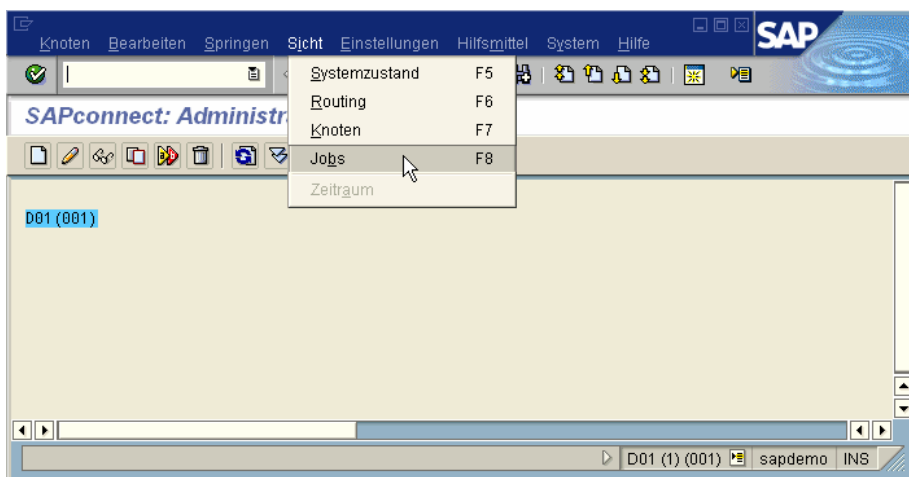 Knoten Bearbeiten Springen Sicht Einstellungen Hilfsmittel System Hilfe
SAP
Systemzustand F5
Routing F6
Knoten F7
Jobs F8
Zeitraum
SAPconnect: Administr
D01 (001)
D01 (1) (001) sapdemo INS